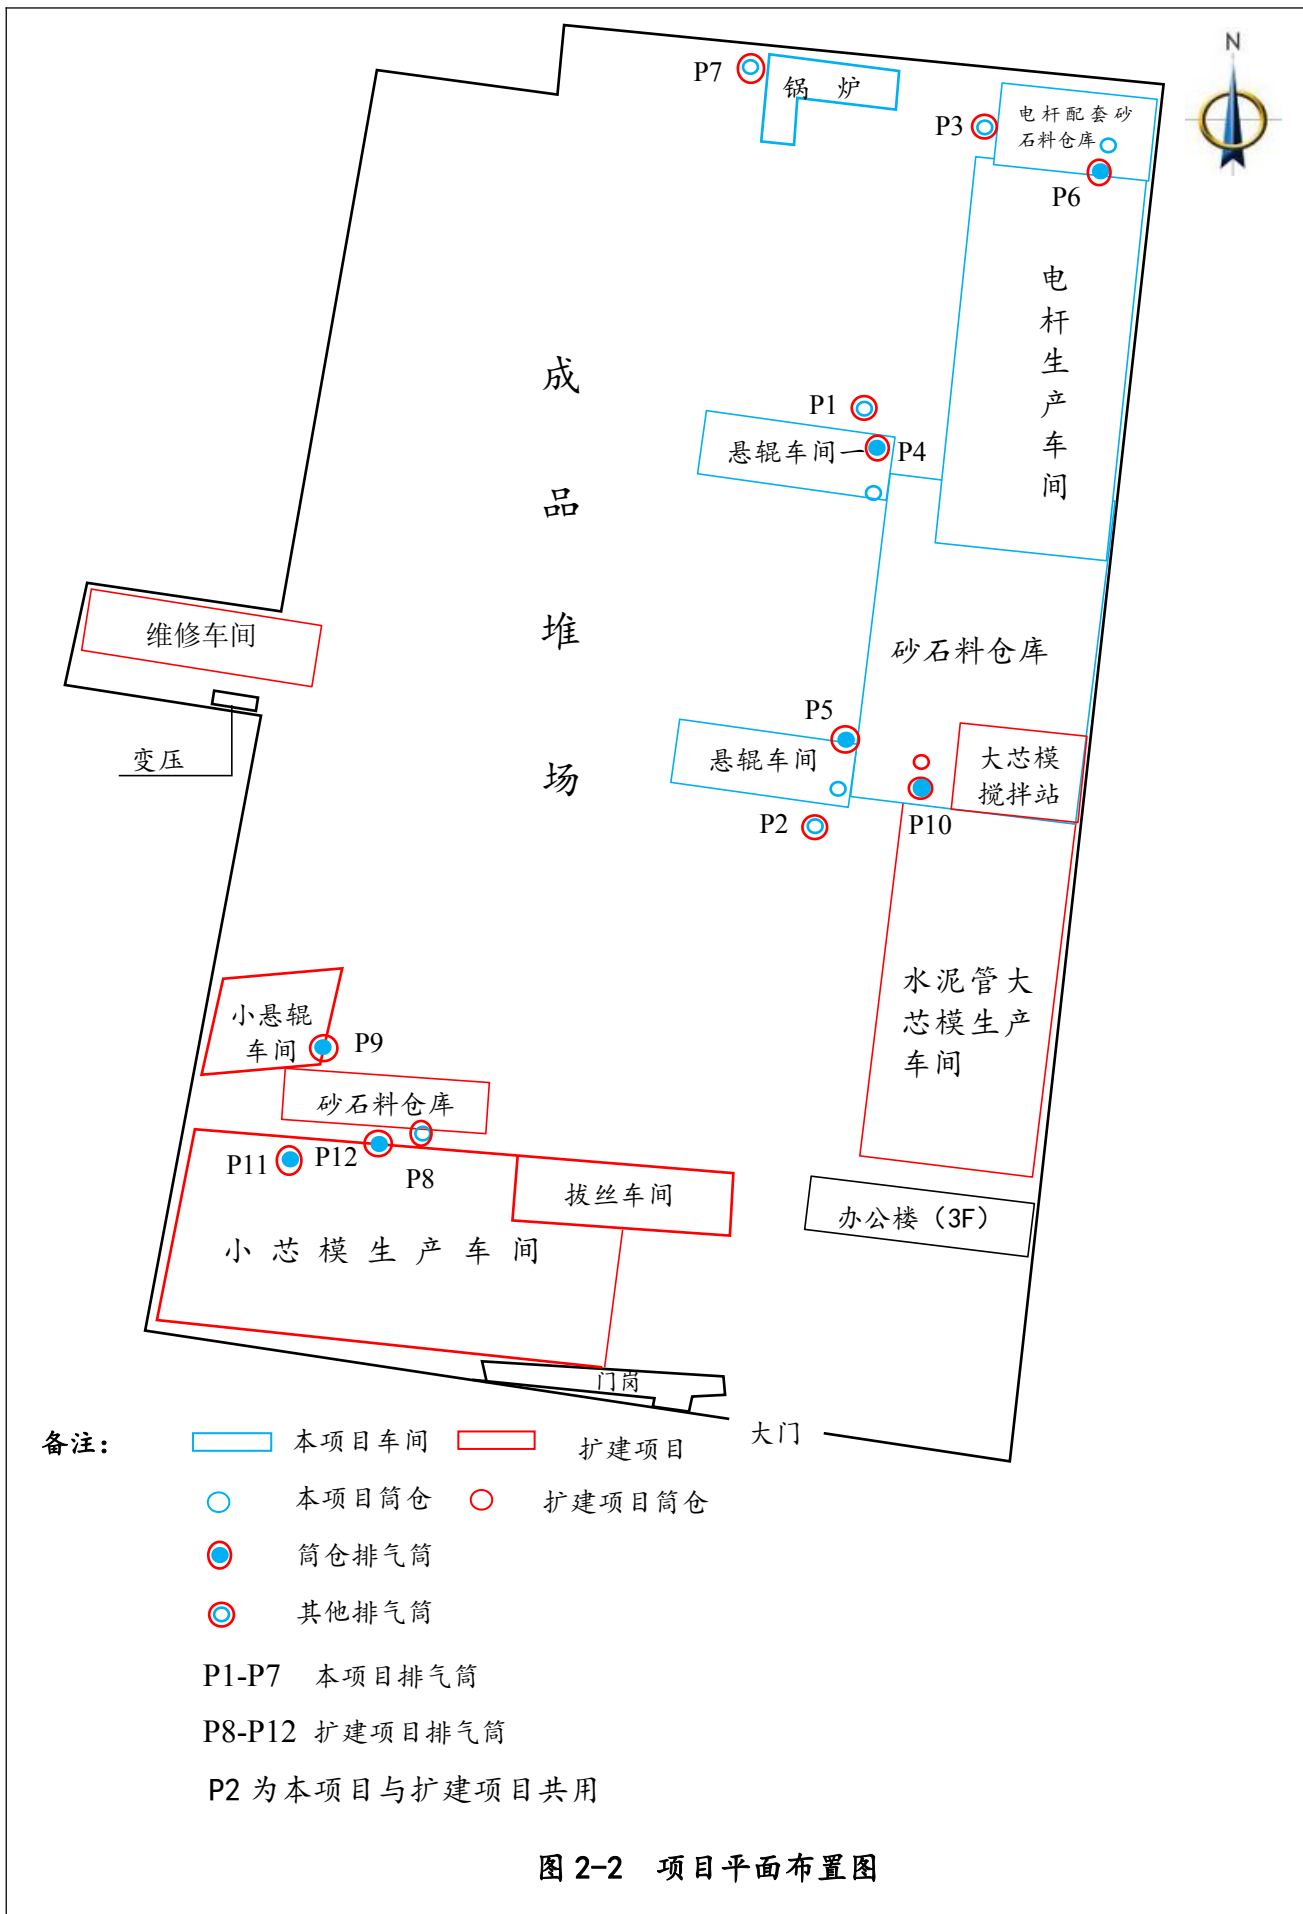 N
P7
锅 炉
P3
电杆配套砂
石料仓库
P6
电杆生产车间
成品堆场
P1
悬辊车间一
P4
维修车间
砂石料仓库
变压
P5
悬辊车间
大芯模
搅拌站
P2
P10
水泥管大
芯模生产
车间
小悬辊
车间
P9
砂石料仓库
P11
P12
P8
拔丝车间
办公楼（3F）
小芯模生产车间
门岗
大门
备注：
本项目车间
扩建项目
本项目筒仓
扩建项目筒仓
筒仓排气筒
其他排气筒
P1-P7 本项目排气筒
P8-P12 扩建项目排气筒
P2 为本项目与扩建项目共用
图 2-2 项目平面布置图